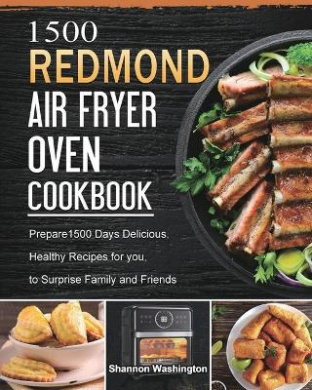 1500
REDMOND
AIR FRYER
OVEN
COOKBOOK
Prepare1500 Days Delicious,
Healthy Recipes for you,
to Surprise Family and Friends
Shannon Washington